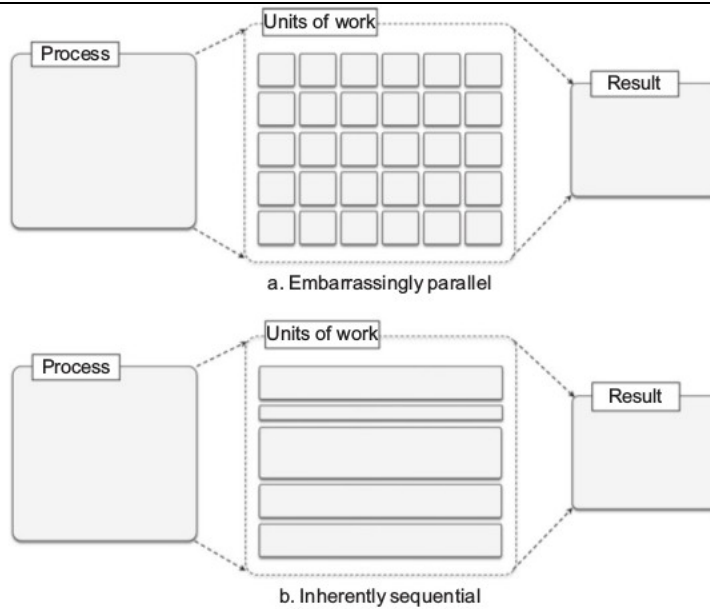 Units of work
Process
Result
a. Embarrassingly parallel
Units of work
Process
Result
b. Inherently sequential